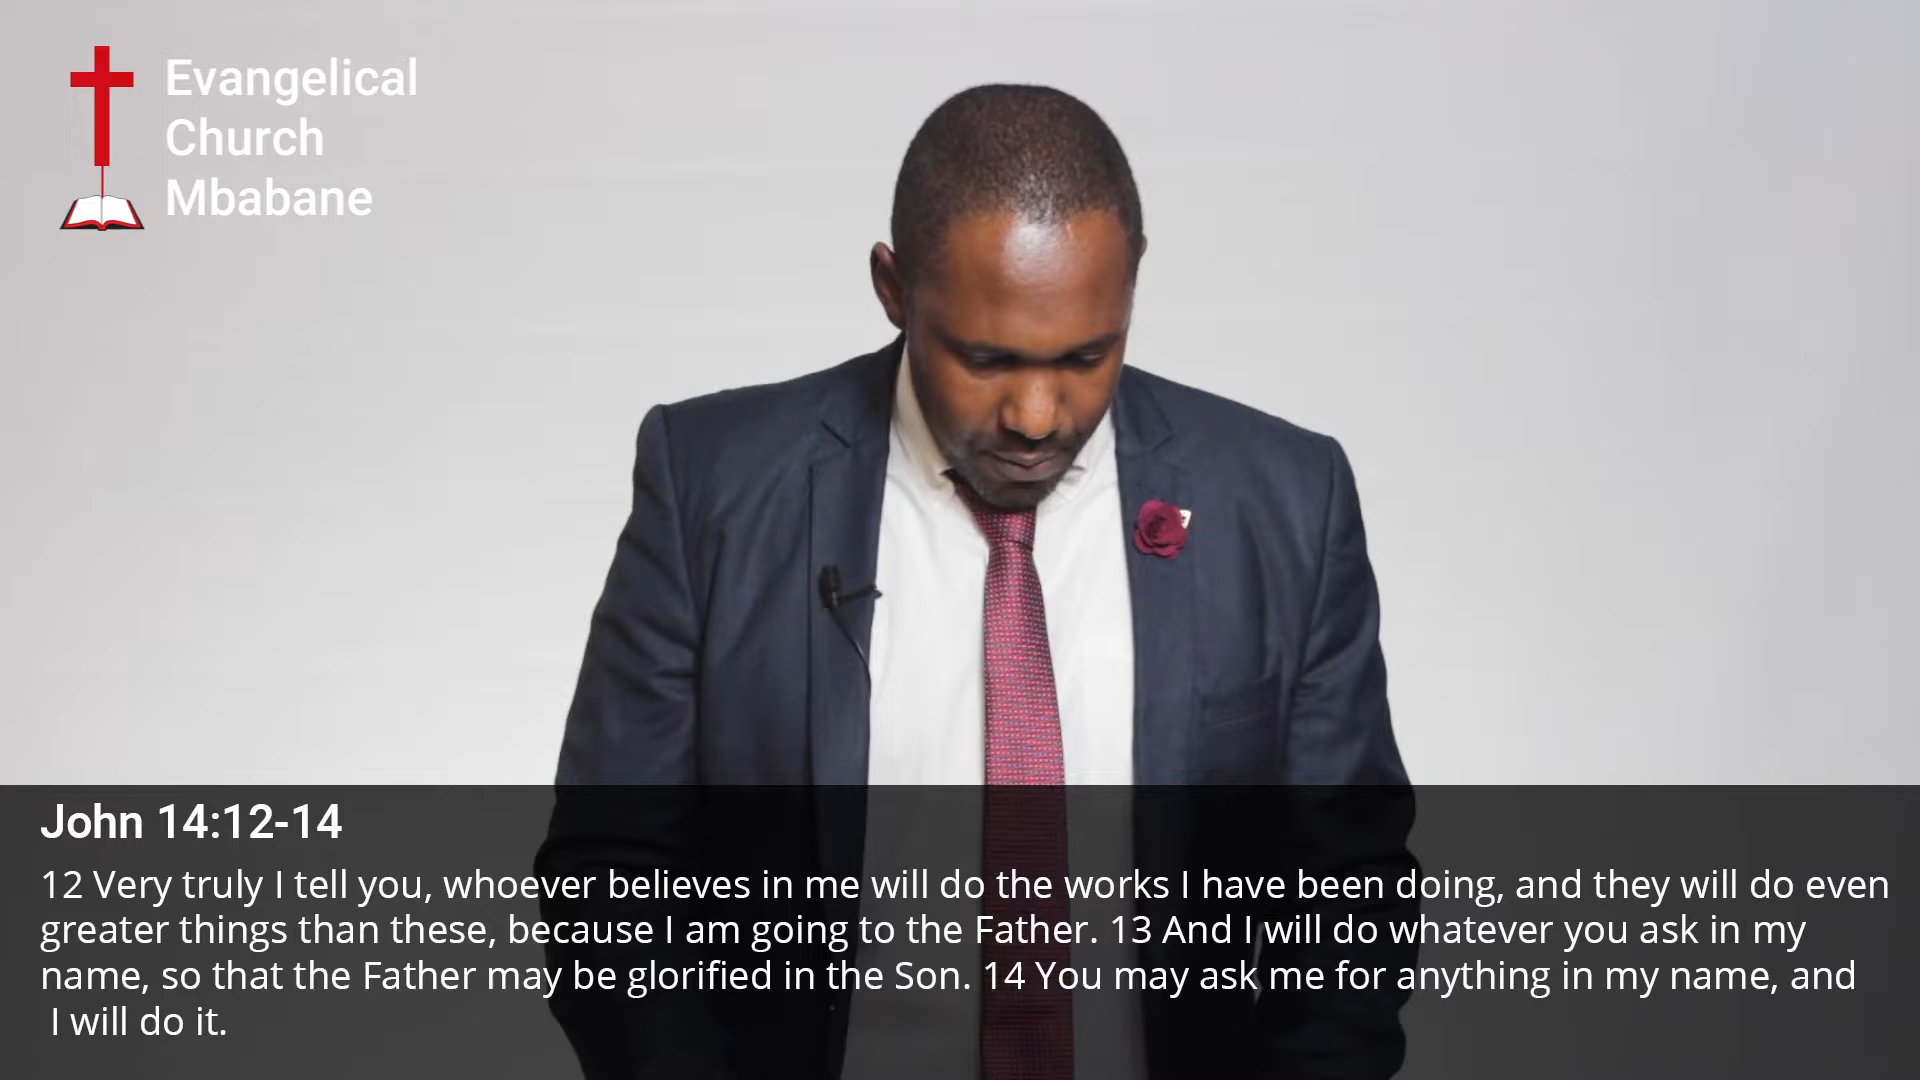 Evangelical
Church
Mbabane
John 14:12-14
12 Very truly I tell you, whoever believes in me will do the works I have been doing, and they will do even
greater things than these, because I am going to the Father. 13 And I will do whatever you ask in my
name, so that the Father may be glorified in the Son. 14 You may ask me for anything in my name, and
I will do it.